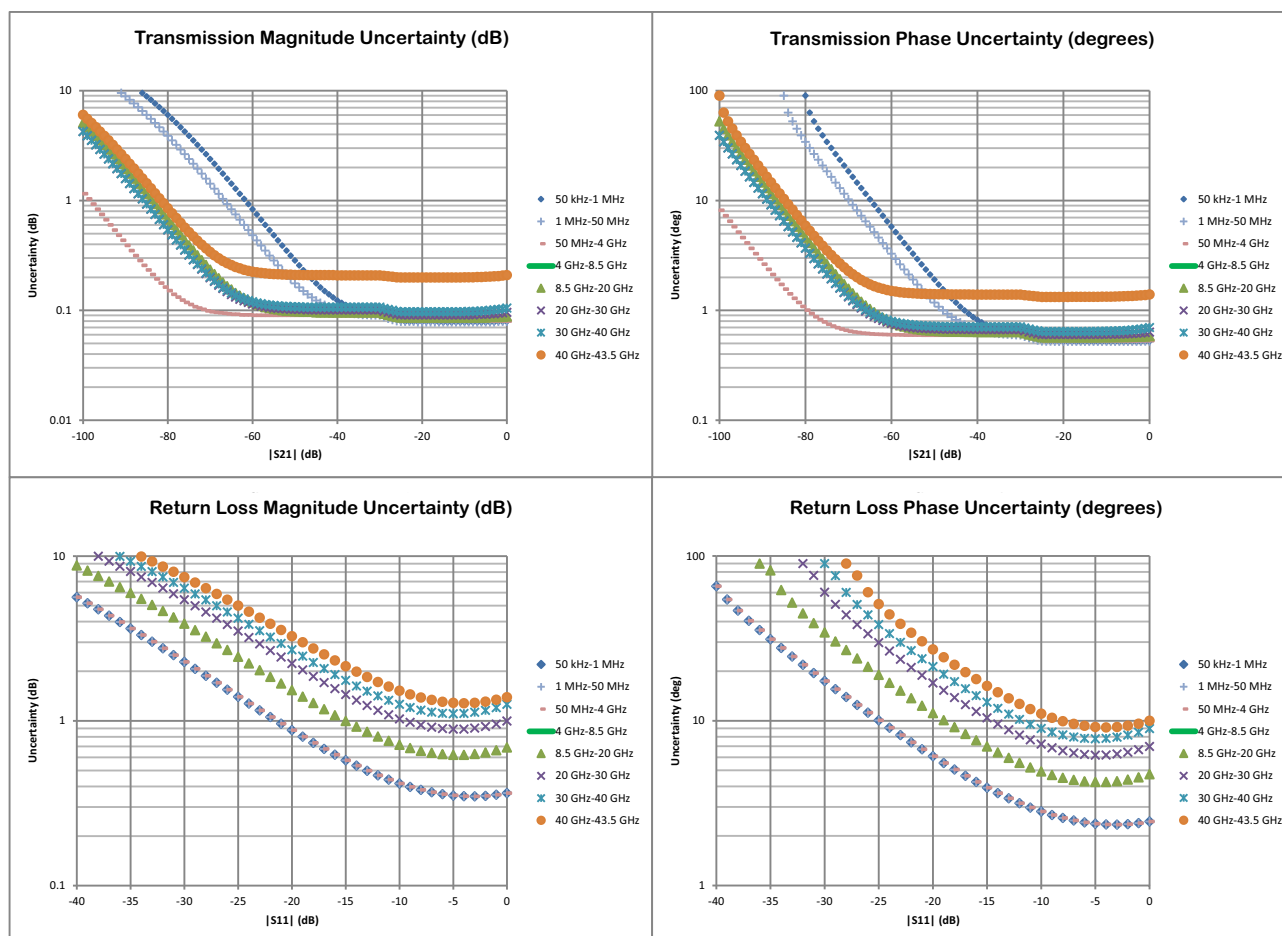 Transmission Magnitude Uncertainty (dB)
10
1
0.1
0.01
Uncertainty (dB)
-100 -80 -60 -40 -20 0
|S21| (dB)
50 kHz-1 MHz
1 MHz-50 MHz
50 MHz-4 GHz
4 GHz-8.5 GHz
8.5 GHz-20 GHz
20 GHz-30 GHz
30 GHz-40 GHz
40 GHz-43.5 GHz
Transmission Phase Uncertainty (degrees)
100
10
1
0.1
Uncertainty (deg)
-100 -80 -60 -40 -20 0
|S21| (dB)
50 kHz-1 MHz
1 MHz-50 MHz
50 MHz-4 GHz
4 GHz-8.5 GHz
8.5 GHz-20 GHz
20 GHz-30 GHz
30 GHz-40 GHz
40 GHz-43.5 GHz
Return Loss Magnitude Uncertainty (dB)
10
1
0.1
Uncertainty (dB)
-40 -35 -30 -25 -20 -15 -10 -5 0
|S11| (dB)
50 kHz-1 MHz
1 MHz-50 MHz
50 MHz-4 GHz
4 GHz-8.5 GHz
8.5 GHz-20 GHz
20 GHz-30 GHz
30 GHz-40 GHz
40 GHz-43.5 GHz
Return Loss Phase Uncertainty (degrees)
100
10
1
Uncertainty (deg)
-40 -35 -30 -25 -20 -15 -10 -5 0
|S11| (dB)
50 kHz-1 MHz
1 MHz-50 MHz
50 MHz-4 GHz
4 GHz-8.5 GHz
8.5 GHz-20 GHz
20 GHz-30 GHz
30 GHz-40 GHz
40 GHz-43.5 GHz